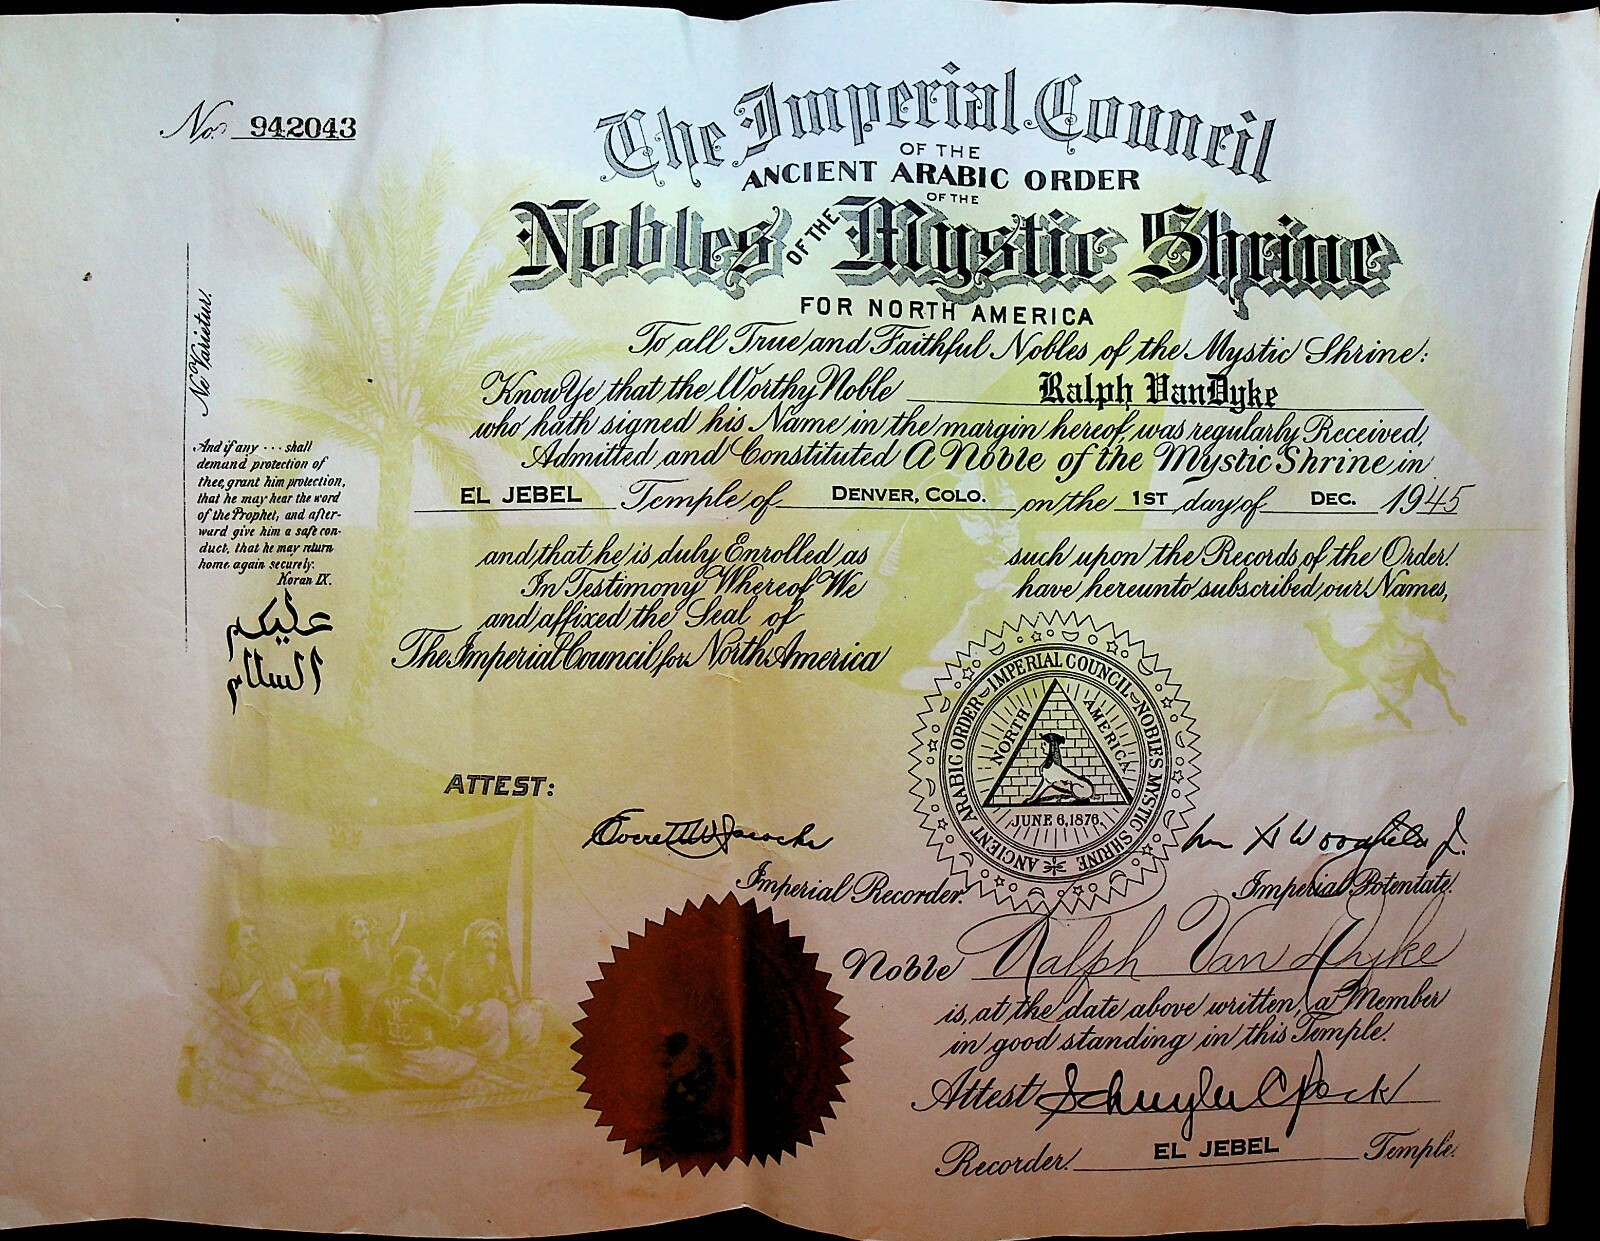 No. 942043
The Imperial Council
OF THE
ANCIENT ARABIC ORDER
OF THE
Nobles OF THE Mystic Shrine
FOR NORTH AMERICA
To all True and Faithful Nobles of the Mystic Shrine:
Know Ye that the Worthy Noble Ralph VanDyke
who hath signed his Name in the margin hereof, was regularly Received,
Admitted and Constituted A Noble of the Mystic Shrine in
EL JEBEL Temple of DENVER, COLO. on the 1ST day of DEC. 1945
and that he is duly Enrolled as such upon the Records of the Order.
In Testimony Whereof We have hereunto subscribed our Names,
and affixed the Seal of
The Imperial Council for North America
Ne Varietur.
And if any ··· shall
demand protection of
thee, grant him protection,
that he may hear the word
of the Prophet, and after-
ward give him a safe con-
duct, that he may return
home again securely.
Koran IX.
عليكم
السلام
ANCIENT ARABIC ORDER IMPERIAL COUNCIL NOBLES MYSTIC SHRINE
NORTH AMERICA
JUNE 6, 1876.
ATTEST:
Imperial Recorder.
Imperial Potentate.
Noble Ralph Van Dyke
is, at the date above written, a Member
in good standing in this Temple.
Attest
Recorder. EL JEBEL Temple.